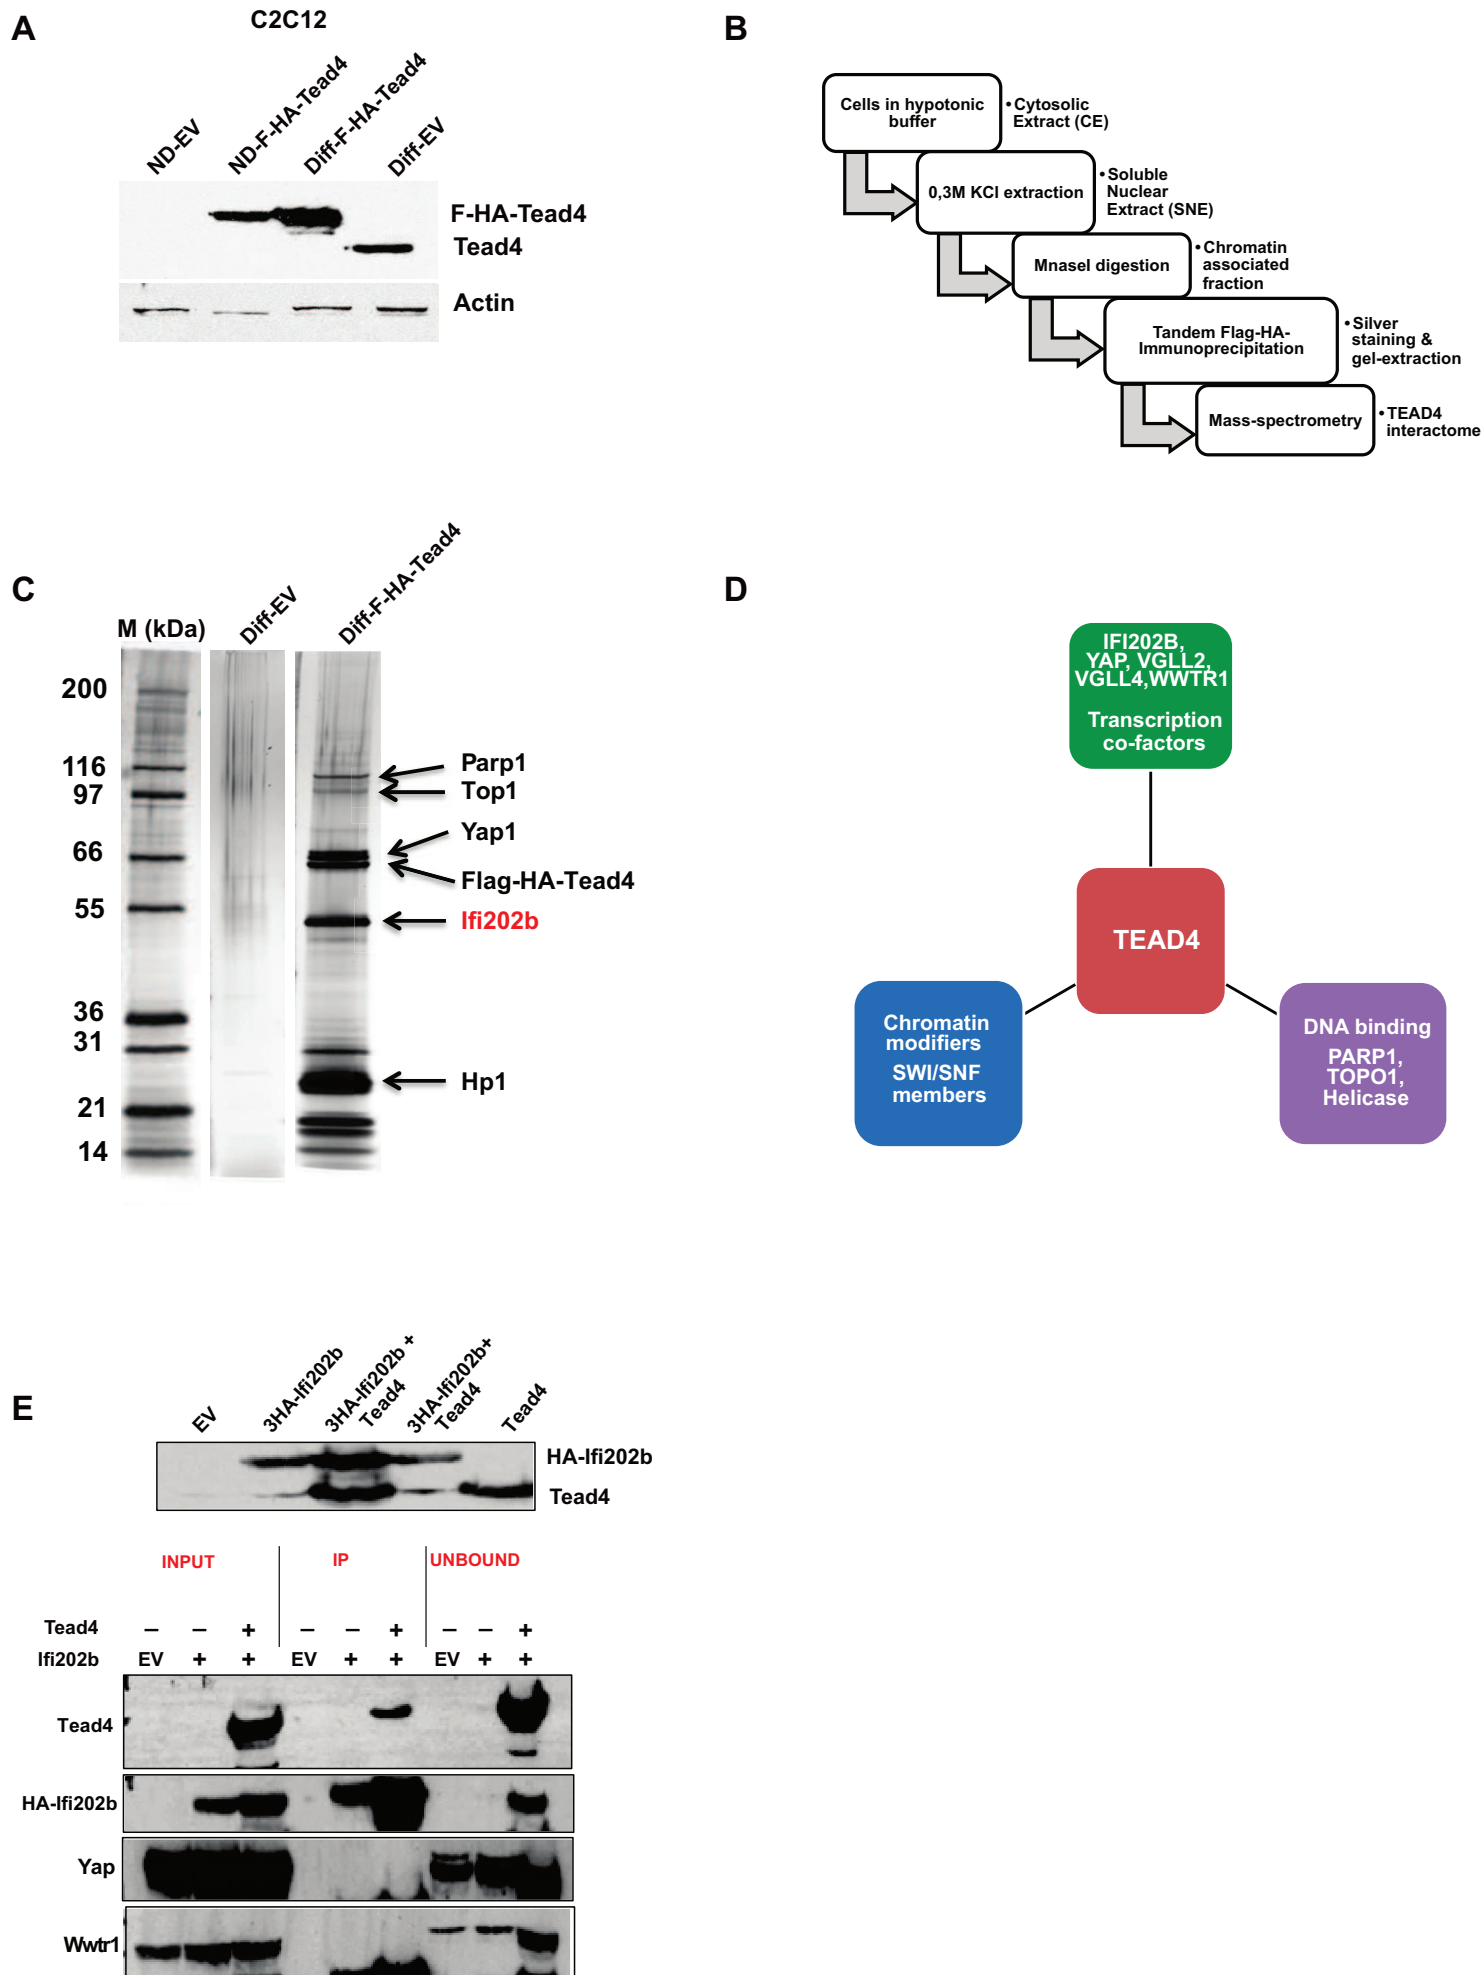 A
C2C12
ND-EV
ND-F-HA-Tead4
Diff-F-HA-Tead4
Diff-EV
F-HA-Tead4
Tead4
Actin
B
Cells in hypotonic
buffer
•Cytosolic
Extract (CE)
0,3M KCl extraction
•Soluble
Nuclear
Extract (SNE)
Mnasel digestion
•Chromatin
associated
fraction
Tandem Flag-HA-
Immunoprecipitation
•Silver
staining &
gel-extraction
Mass-spectrometry
•TEAD4
interactome
C
M (kDa)
Diff-EV
Diff-F-HA-Tead4
200
116
97
66
55
36
31
21
14
Parp1
Top1
Yap1
Flag-HA-Tead4
Ifi202b
Hp1
D
IFI202B,
YAP, VGLL2,
VGLL4,WWTR1
Transcription
co-factors
TEAD4
Chromatin
modifiers
SWI/SNF
members
DNA binding
PARP1,
TOPO1,
Helicase
E
EV
3HA-Ifi202b
3HA-Ifi202b +
Tead4
3HA-Ifi202b+
Tead4
Tead4
HA-Ifi202b
Tead4
INPUT IP UNBOUND
Tead4 – – + – – + – – +
Ifi202b EV + + EV + + EV + +
Tead4
HA-Ifi202b
Yap
Wwtr1